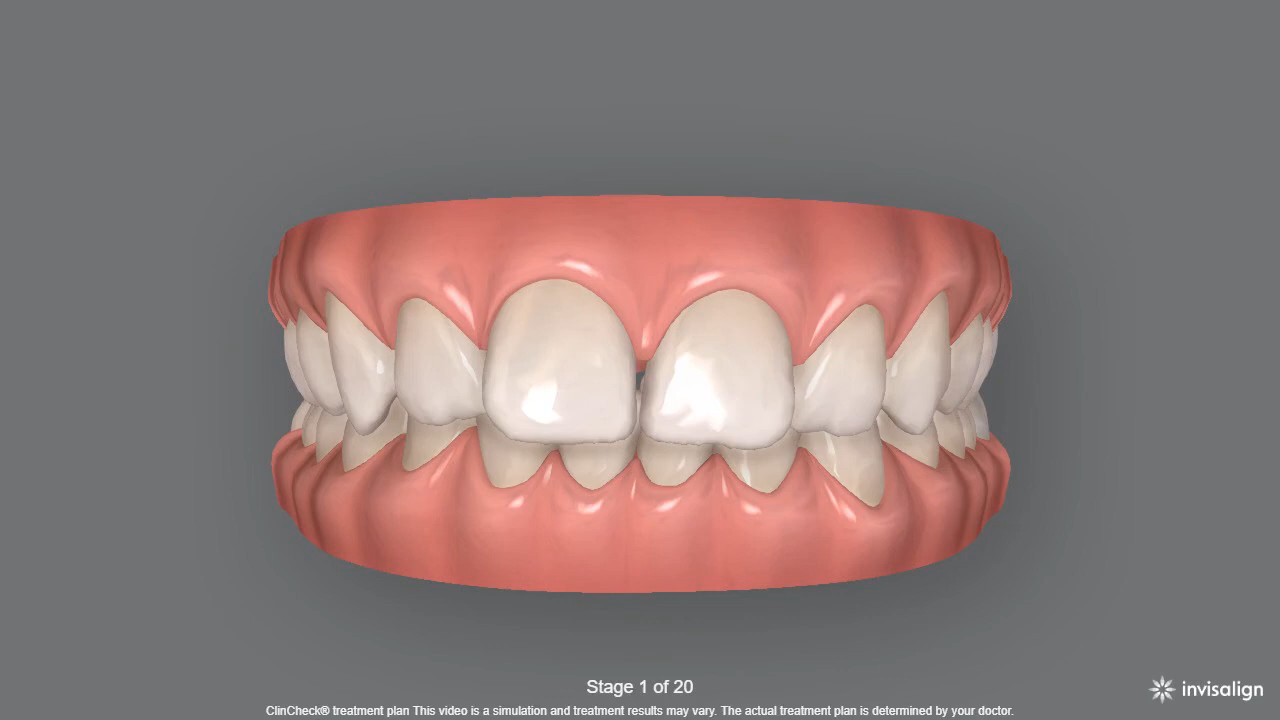 Stage 1 of 20
invisalign
ClinCheck® treatment plan This video is a simulation and treatment results may vary. The actual treatment plan is determined by your doctor.